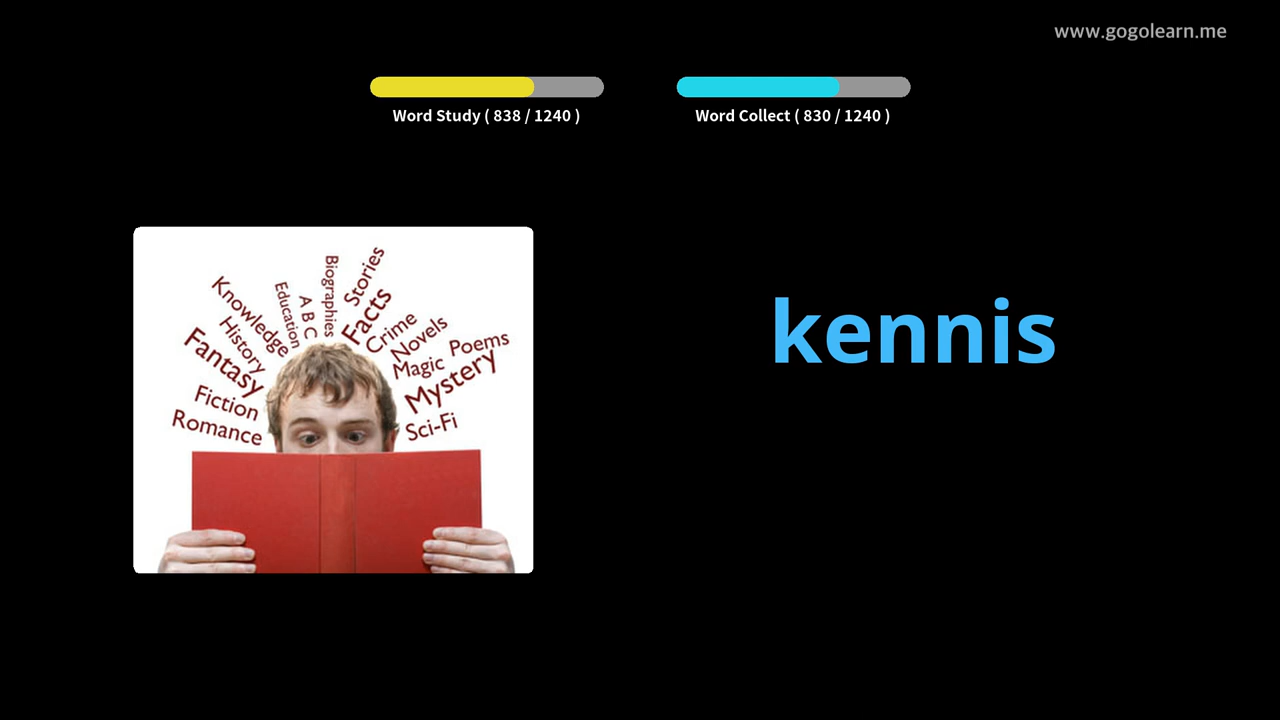 www.gogolearn.me
Word Study ( 838 / 1240 )
Word Collect ( 830 / 1240 )
Knowledge
History
Fantasy
Fiction
Romance
Education
A B C
Biographies
Stories
Facts
Crime
Novels
Magic
Poems
Mystery
Sci-Fi
kennis